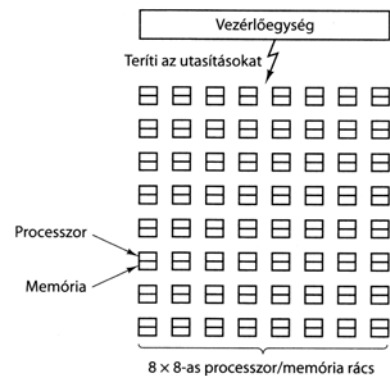 Vezérlőegység
Teríti az utasításokat
Processzor
Memória
8 × 8-as processzor/memória rács